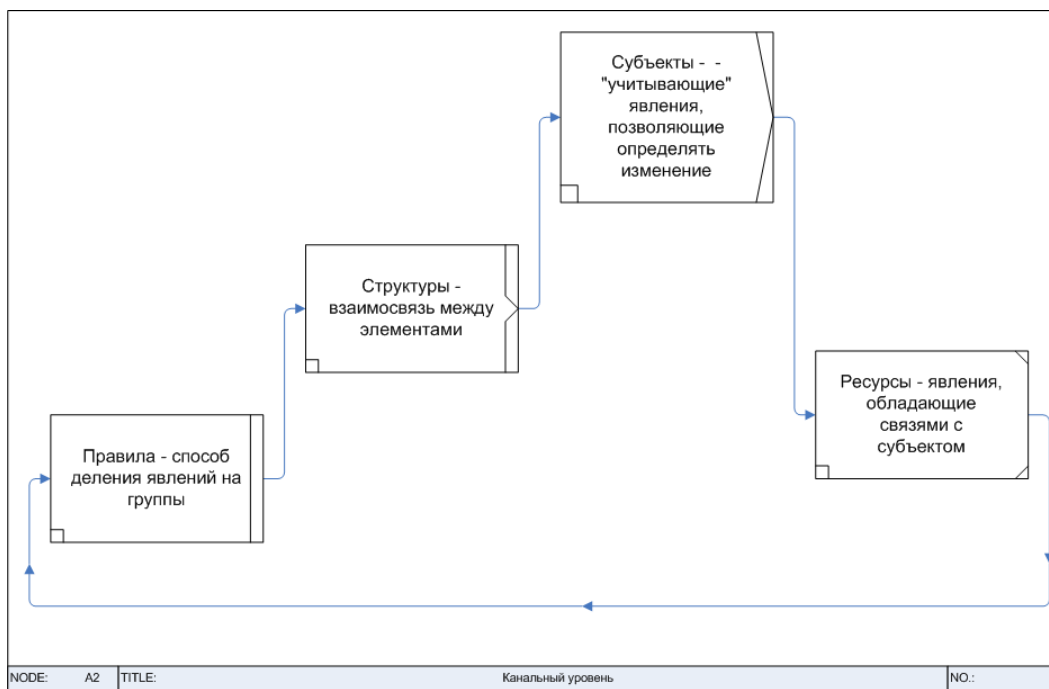 Субъекты - -
"учитывающие"
явления,
позволяющие
определять
изменение
Структуры -
взаимосвязь между
элементами
Ресурсы - явления,
обладающие
связями с
субъектом
Правила - способ
деления явлений на
группы
NODE: A2 TITLE: Канальный уровень NO.: